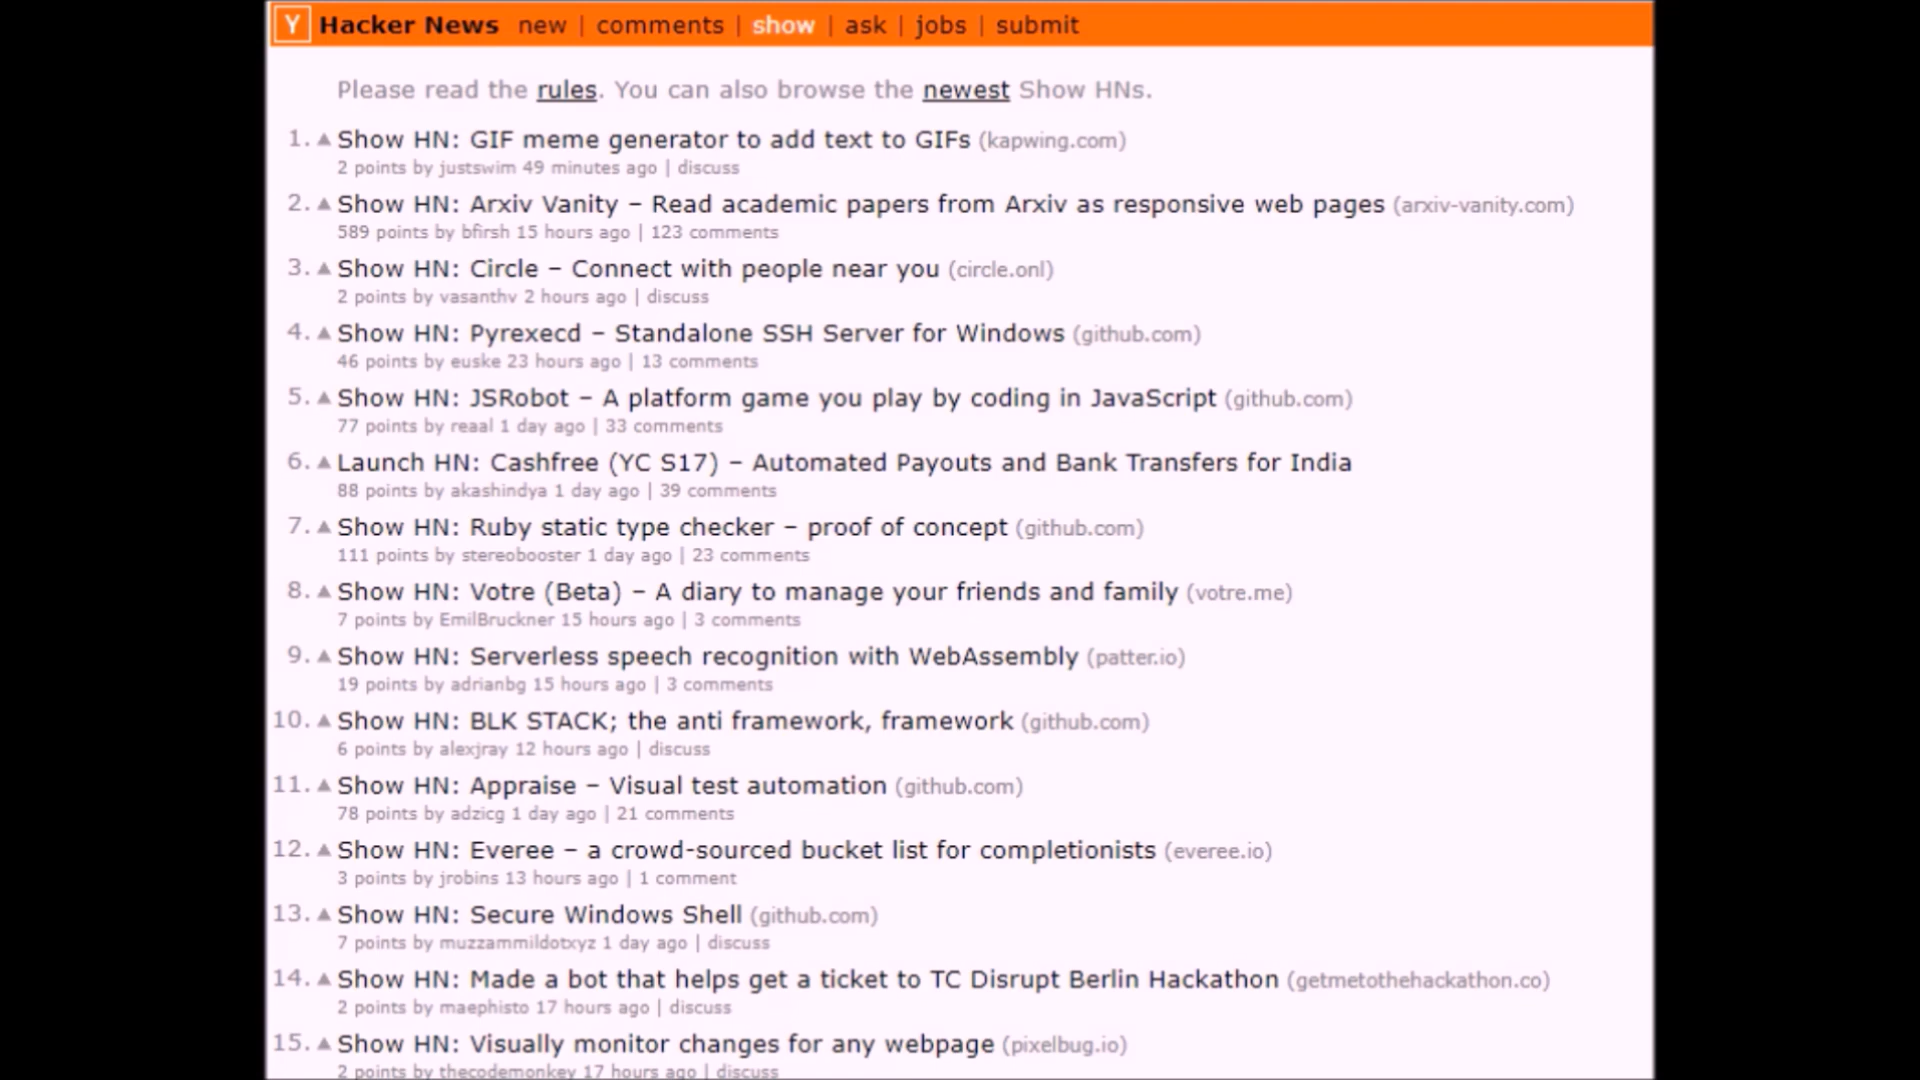 Y Hacker News new | comments | show | ask | jobs | submit
Please read the rules. You can also browse the newest Show HNs.
1. Show HN: GIF meme generator to add text to GIFs (kapwing.com)
2 points by justswim 49 minutes ago | discuss
2. Show HN: Arxiv Vanity – Read academic papers from Arxiv as responsive web pages (arxiv-vanity.com)
589 points by bfirsh 15 hours ago | 123 comments
3. Show HN: Circle – Connect with people near you (circle.onl)
2 points by vasanthv 2 hours ago | discuss
4. Show HN: Pyrexecd – Standalone SSH Server for Windows (github.com)
46 points by euske 23 hours ago | 13 comments
5. Show HN: JSRobot – A platform game you play by coding in JavaScript (github.com)
77 points by reaal 1 day ago | 33 comments
6. Launch HN: Cashfree (YC S17) – Automated Payouts and Bank Transfers for India
88 points by akashindya 1 day ago | 39 comments
7. Show HN: Ruby static type checker – proof of concept (github.com)
111 points by stereobooster 1 day ago | 23 comments
8. Show HN: Votre (Beta) – A diary to manage your friends and family (votre.me)
7 points by EmilBruckner 15 hours ago | 3 comments
9. Show HN: Serverless speech recognition with WebAssembly (patter.io)
19 points by adrianbg 15 hours ago | 3 comments
10. Show HN: BLK STACK; the anti framework, framework (github.com)
6 points by alexjray 12 hours ago | discuss
11. Show HN: Appraise – Visual test automation (github.com)
78 points by adzicg 1 day ago | 21 comments
12. Show HN: Everee – a crowd-sourced bucket list for completionists (everee.io)
3 points by jrobins 13 hours ago | 1 comment
13. Show HN: Secure Windows Shell (github.com)
7 points by muzzammildotxyz 1 day ago | discuss
14. Show HN: Made a bot that helps get a ticket to TC Disrupt Berlin Hackathon (getmetothehackathon.co)
2 points by maephisto 17 hours ago | discuss
15. Show HN: Visually monitor changes for any webpage (pixelbug.io)
2 points by thecodemonkey 17 hours ago | discuss